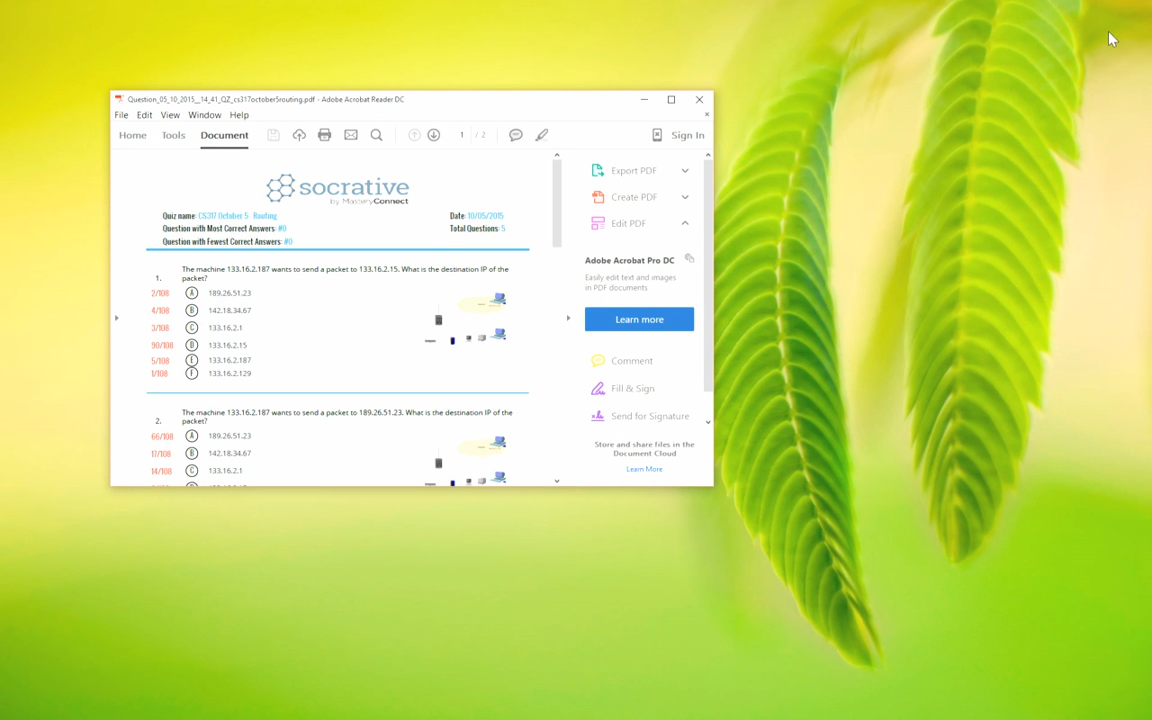 Question_05_10_2015__14_41_QZ_cs317october5routing.pdf - Adobe Acrobat Reader DC
File Edit View Window Help
Home Tools Document 1 / 2 Sign In
socrative
by MasteryConnect
Quiz name: CS317 October 5 Routing Date: 10/05/2015
Question with Most Correct Answers: #0 Total Questions: 5
Question with Fewest Correct Answers: #0
1. The machine 133.16.2.187 wants to send a packet to 133.16.2.15. What is the destination IP of the
packet?
2/108 A 189.26.51.23
4/108 B 142.18.34.67
3/108 C 133.16.2.1
90/108 D 133.16.2.15
5/108 E 133.16.2.187
1/108 F 133.16.2.129
2. The machine 133.16.2.187 wants to send a packet to 189.26.51.23. What is the destination IP of the
packet?
66/108 A 189.26.51.23
17/108 B 142.18.34.67
14/108 C 133.16.2.1
Export PDF
Create PDF
Edit PDF
Adobe Acrobat Pro DC
Easily edit text and images
in PDF documents
Learn more
Comment
Fill & Sign
Send for Signature
Store and share files in the
Document Cloud
Learn More